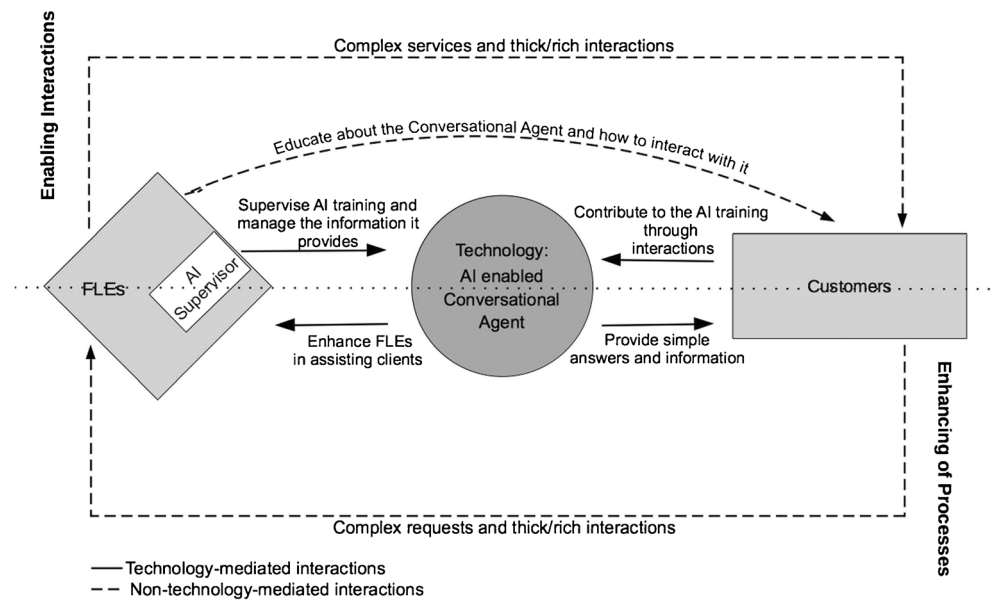 Complex services and thick/rich interactions
Enabling Interactions
Educate about the Conversational Agent and how to interact with it
Supervise AI training and
manage the information it
provides
Contribute to the AI training
through
interactions
FLEs
AI
Supervisor
Technology:
AI enabled
Conversational
Agent
Customers
Enhance FLEs
in assisting clients
Provide simple
answers and information
Enhancing of Processes
Complex requests and thick/rich interactions
Technology-mediated interactions
Non-technology-mediated interactions